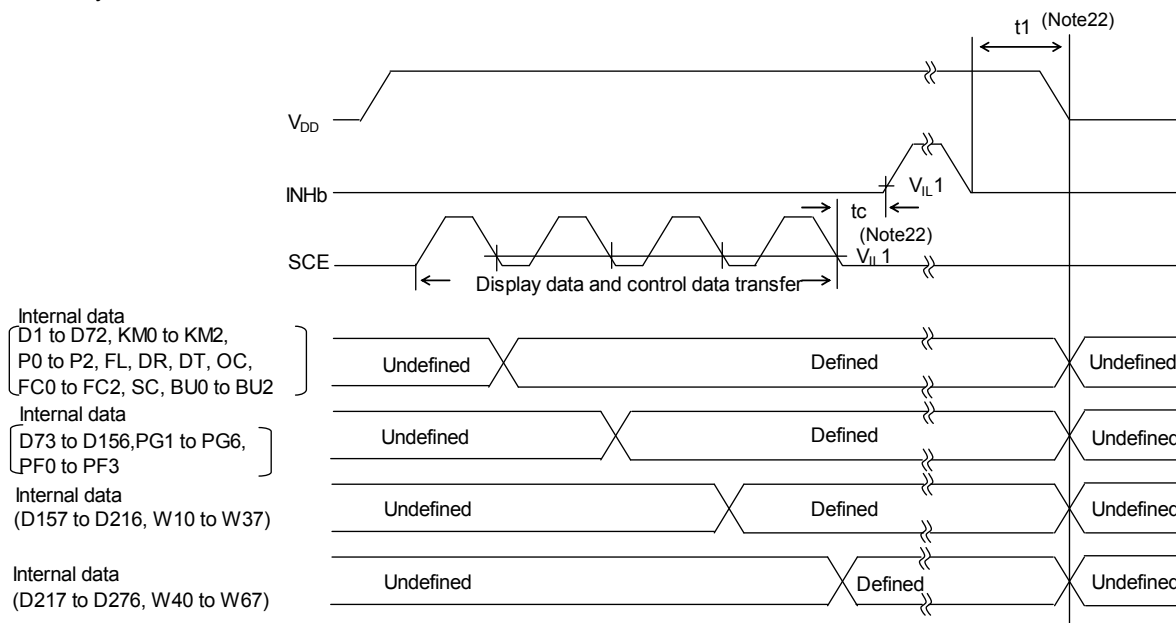 t1 (Note22)
VDD
INHb
VIL1
tc
(Note22)
SCE
VIL1
Display data and control data transfer
Internal data
D1 to D72, KM0 to KM2,
P0 to P2, FL, DR, DT, OC,
FC0 to FC2, SC, BU0 to BU2
Undefined
Defined
Undefined
Internal data
D73 to D156,PG1 to PG6,
PF0 to PF3
Undefined
Defined
Undefined
Internal data
(D157 to D216, W10 to W37)
Undefined
Defined
Undefined
Internal data
(D217 to D276, W40 to W67)
Undefined
Defined
Undefined